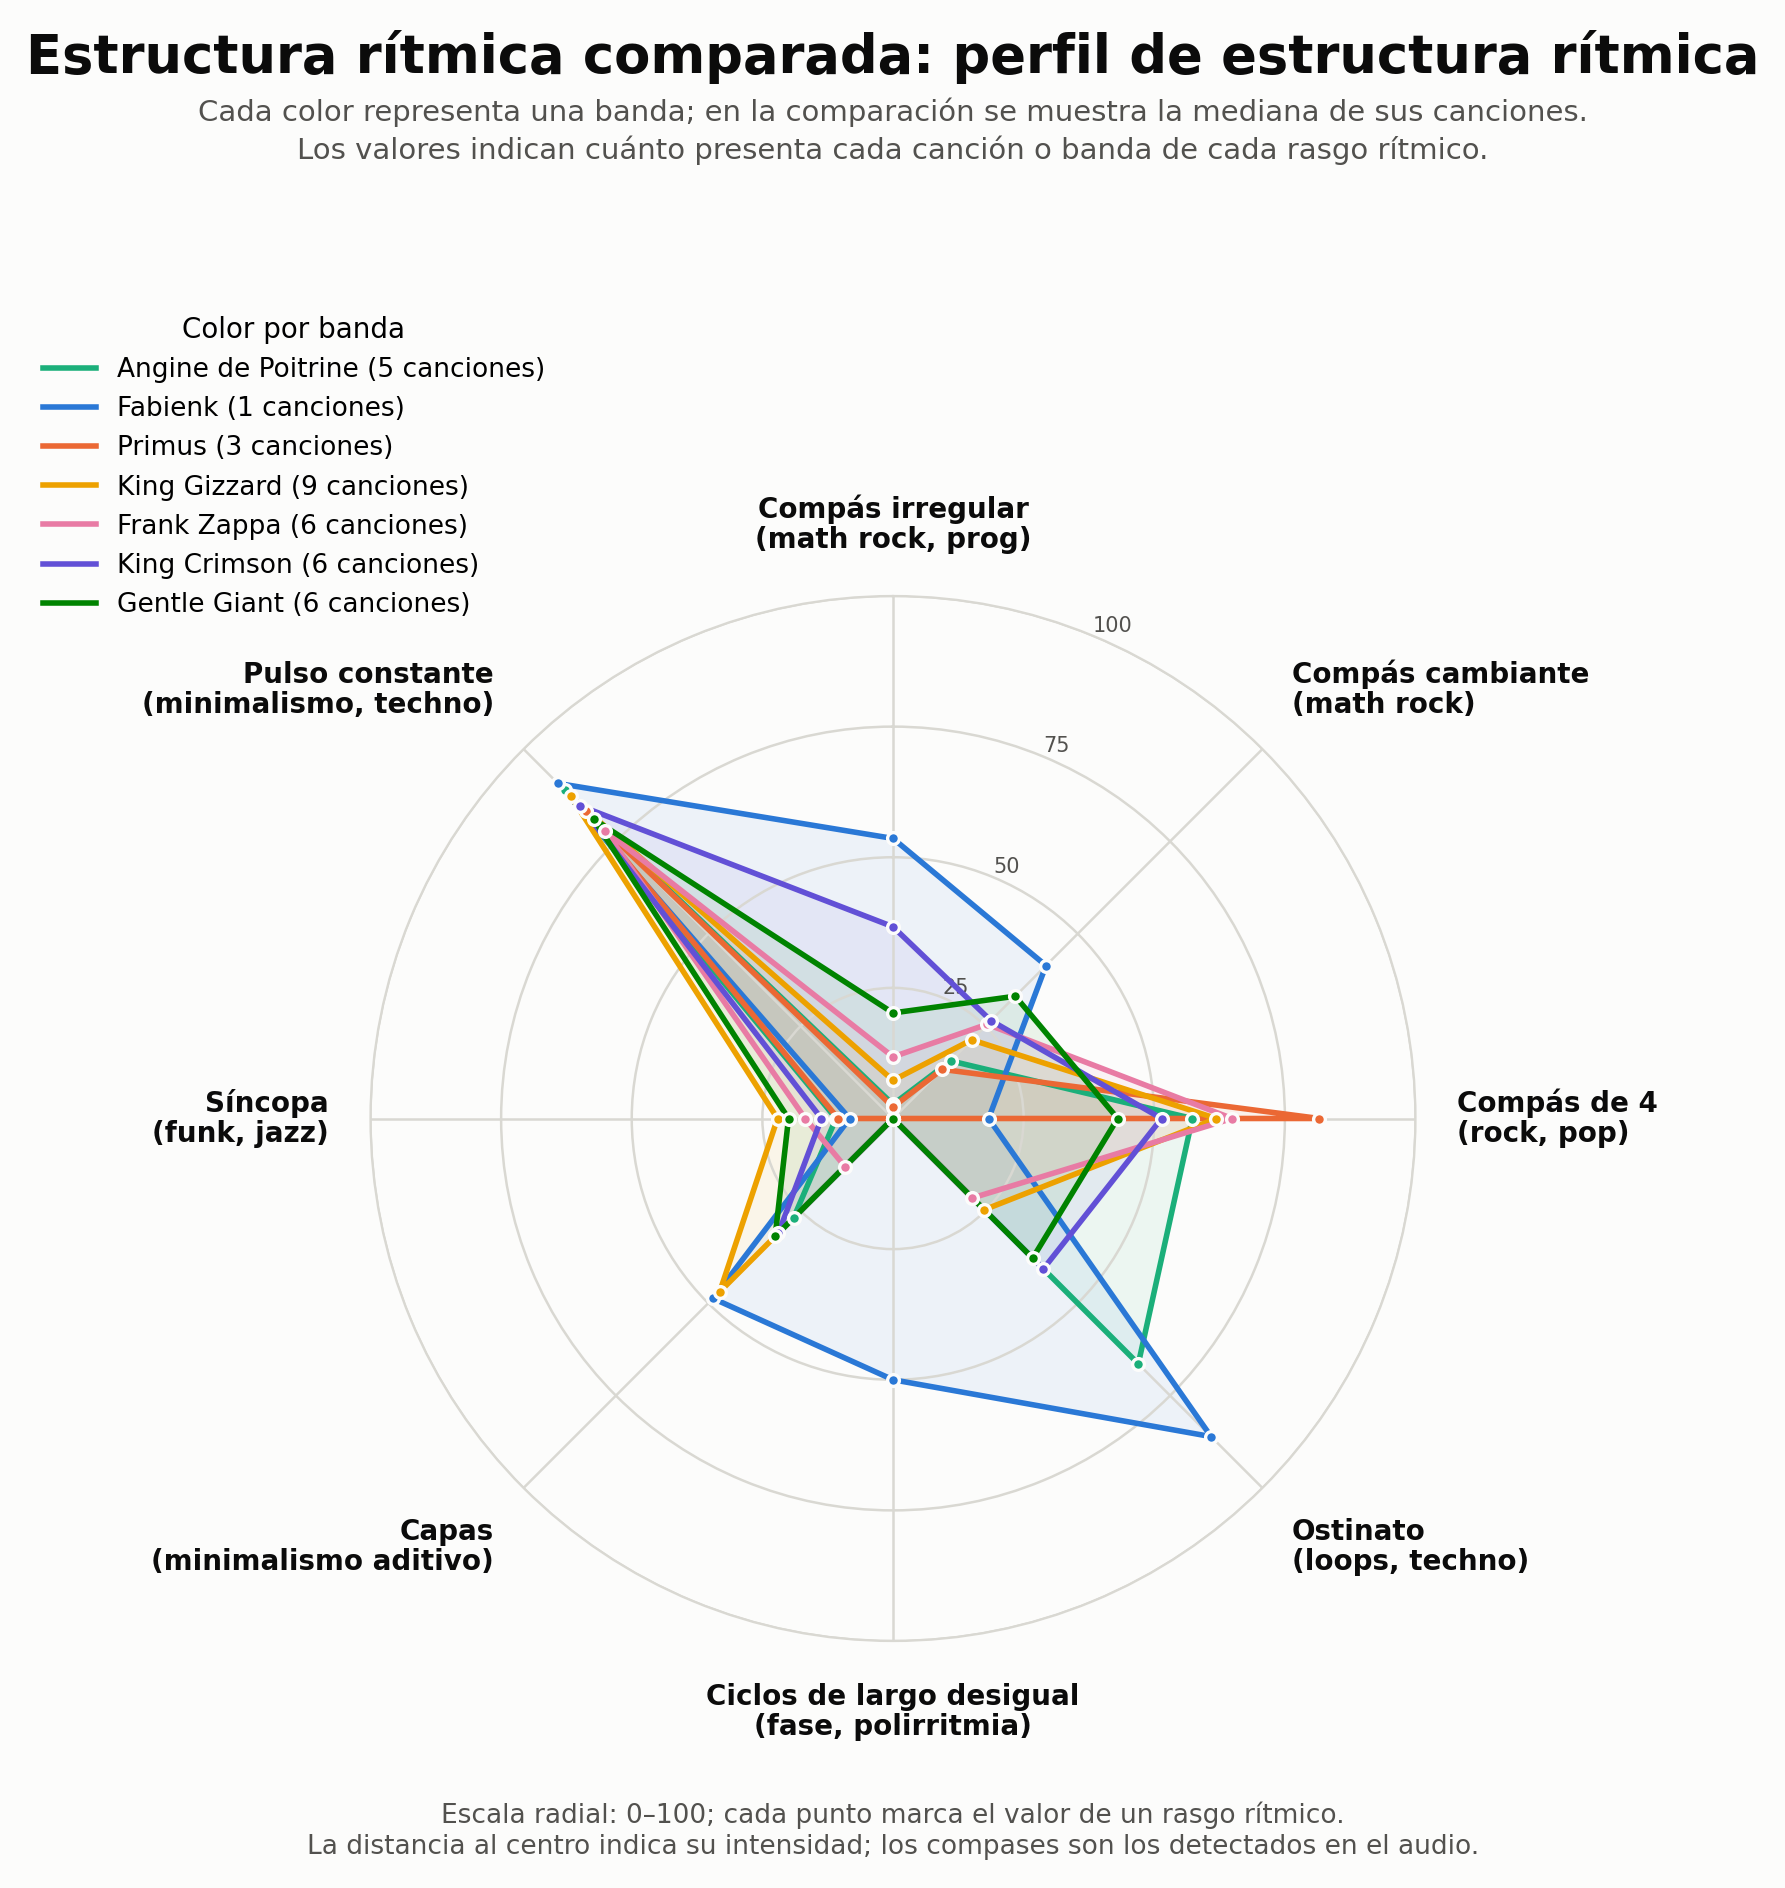 Estructura rítmica comparada: perfil de estructura rítmica
Cada color representa una banda; en la comparación se muestra la mediana de sus canciones.
Los valores indican cuánto presenta cada canción o banda de cada rasgo rítmico.
Color por banda
Angine de Poitrine (5 canciones)
Fabienk (1 canciones)
Primus (3 canciones)
King Gizzard (9 canciones)
Frank Zappa (6 canciones)
King Crimson (6 canciones)
Gentle Giant (6 canciones)
Compás irregular
(math rock, prog)
100
Pulso constante
(minimalismo, techno)
Compás cambiante
(math rock)
75
50
25
Síncopa
(funk, jazz)
Compás de 4
(rock, pop)
Capas
(minimalismo aditivo)
Ostinato
(loops, techno)
Ciclos de largo desigual
(fase, polirritmia)
Escala radial: 0–100; cada punto marca el valor de un rasgo rítmico.
La distancia al centro indica su intensidad; los compases son los detectados en el audio.